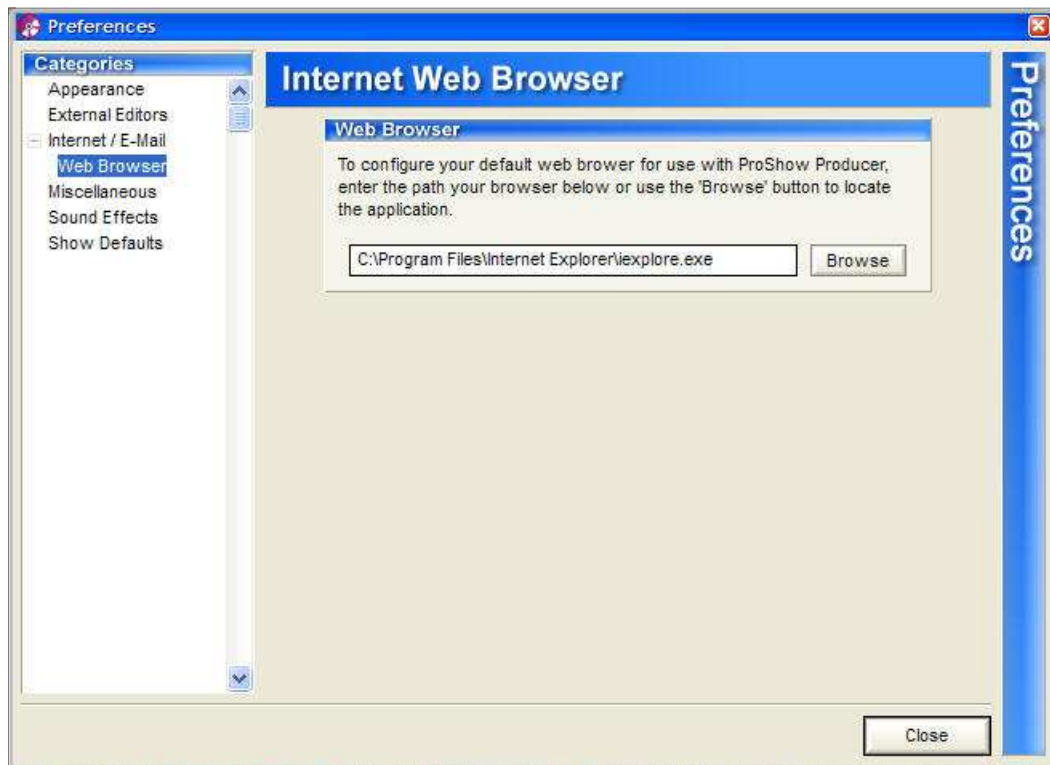 Preferences
Categories
Appearance
External Editors
Internet / E-Mail
Web Browser
Miscellaneous
Sound Effects
Show Defaults
Internet Web Browser
Web Browser
To configure your default web brower for use with ProShow Producer,
enter the path your browser below or use the 'Browse' button to locate
the application.
C:\Program Files\Internet Explorer\iexplore.exe
Browse
Close
Preferences